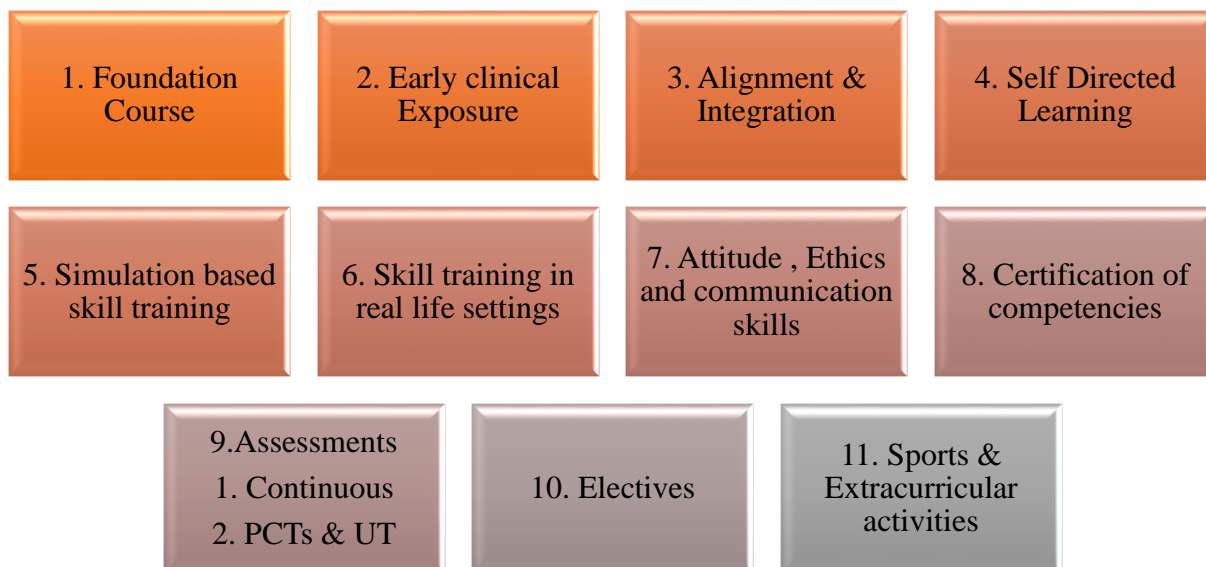 1. Foundation
Course
2. Early clinical
Exposure
3. Alignment &
Integration
4. Self Directed
Learning
5. Simulation based
skill training
6. Skill training in
real life settings
7. Attitude , Ethics
and communication
skills
8. Certification of
competencies
9.Assessments
1. Continuous
2. PCTs & UT
10. Electives
11. Sports &
Extracurricular
activities